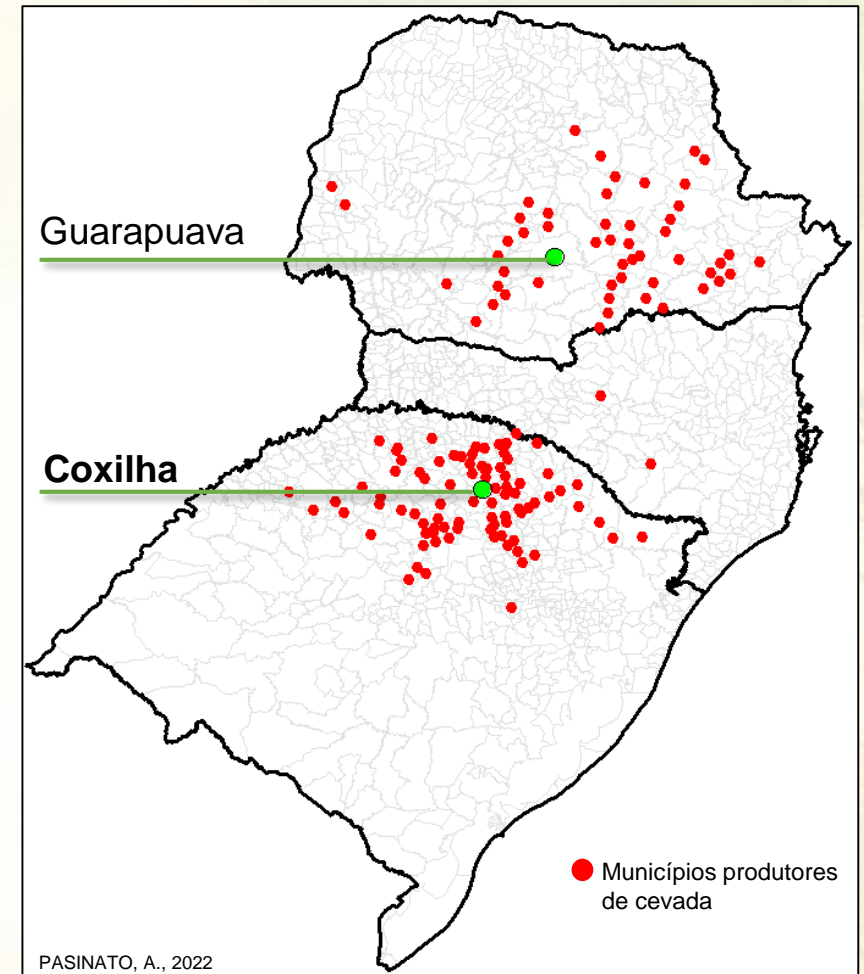 Guarapuava
Coxilha
Municípios produtores
de cevada
PASINATO, A., 2022